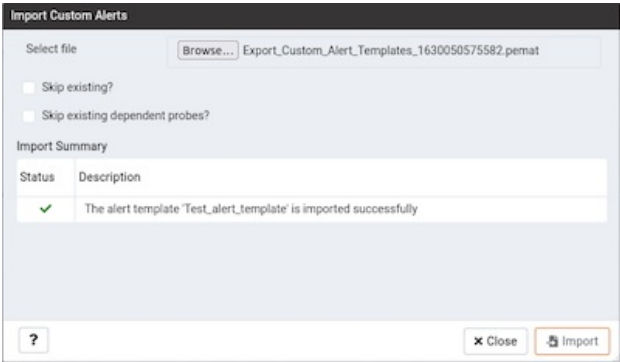 Import Custom Alerts
Select file
Browse... Export_Custom_Alert_Templates_1630050575582.pemat
Skip existing?
Skip existing dependent probes?
Import Summary
Status Description
The alert template 'Test_alert_template' is imported successfully
? Close Import